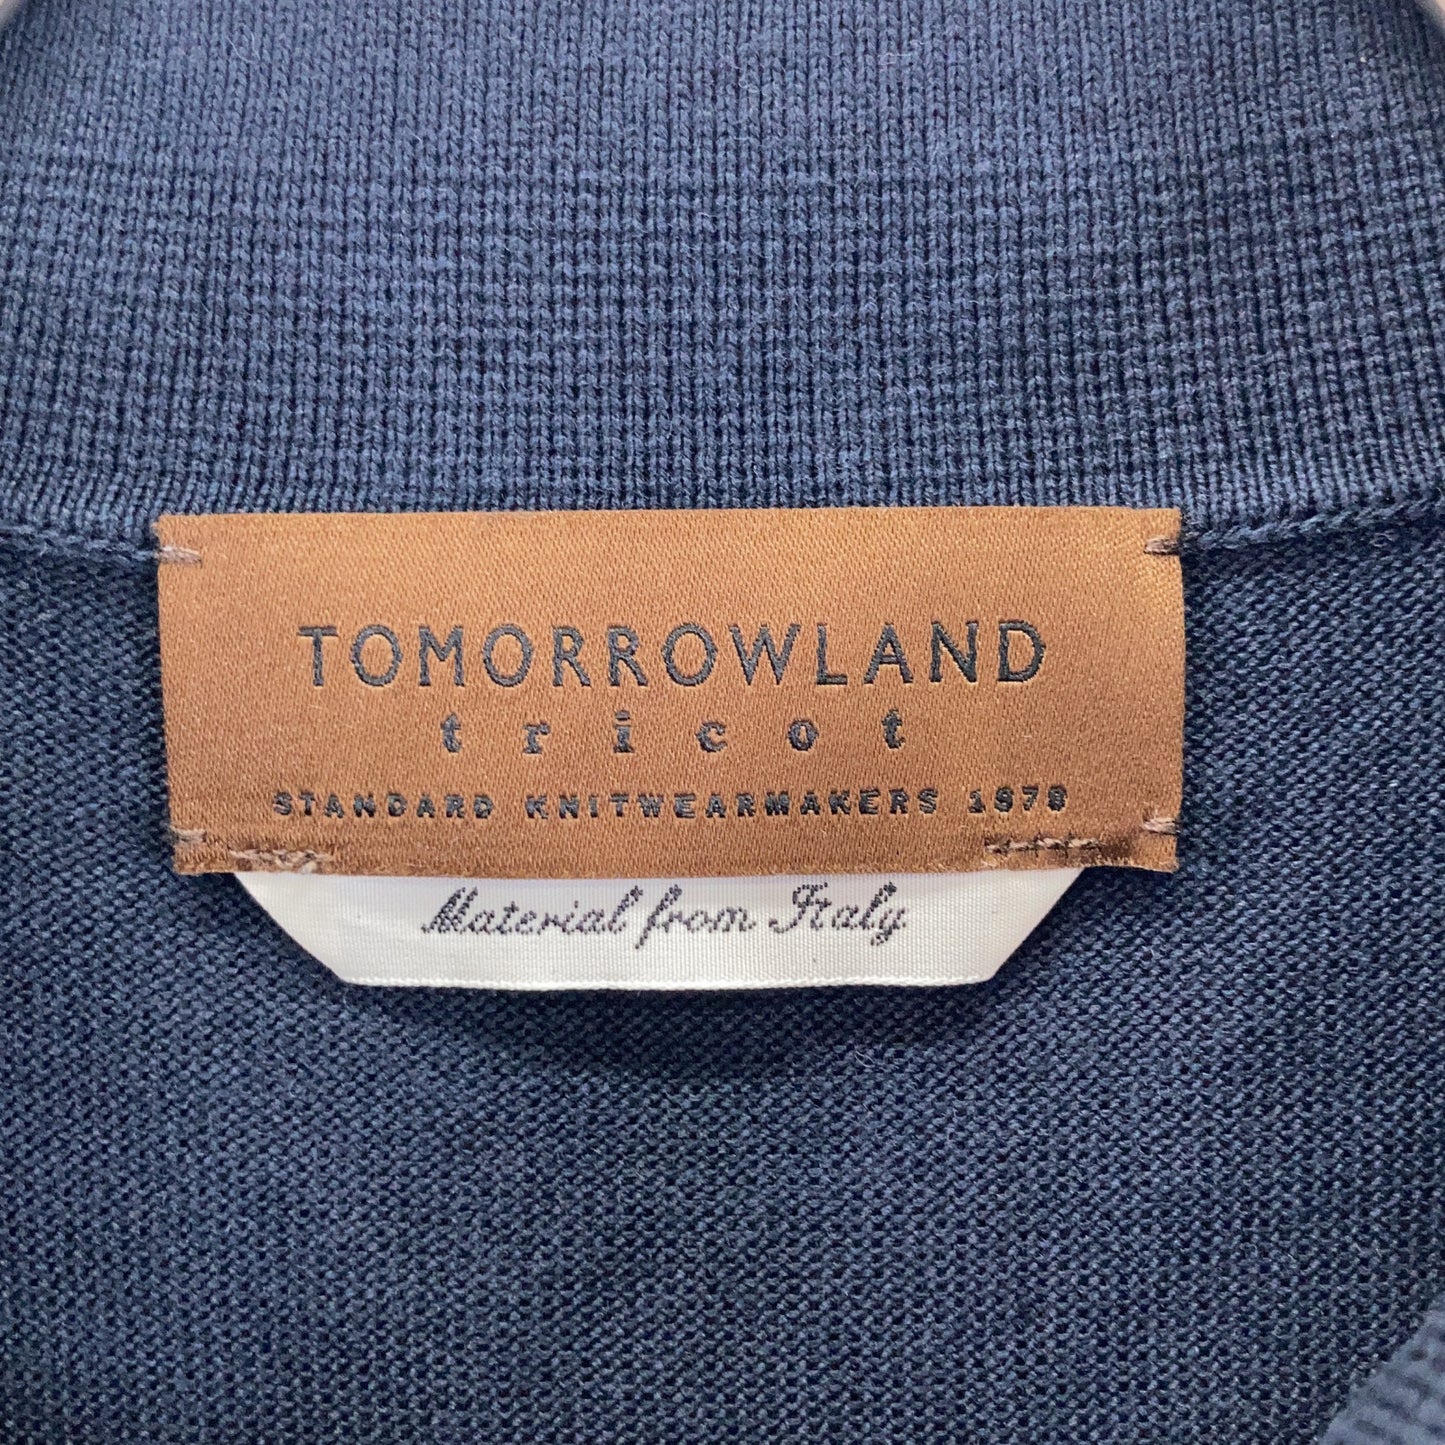 TOMORROWLAND
tricot
STANDARD KNITWEARMAKERS 1978
Material from Italy